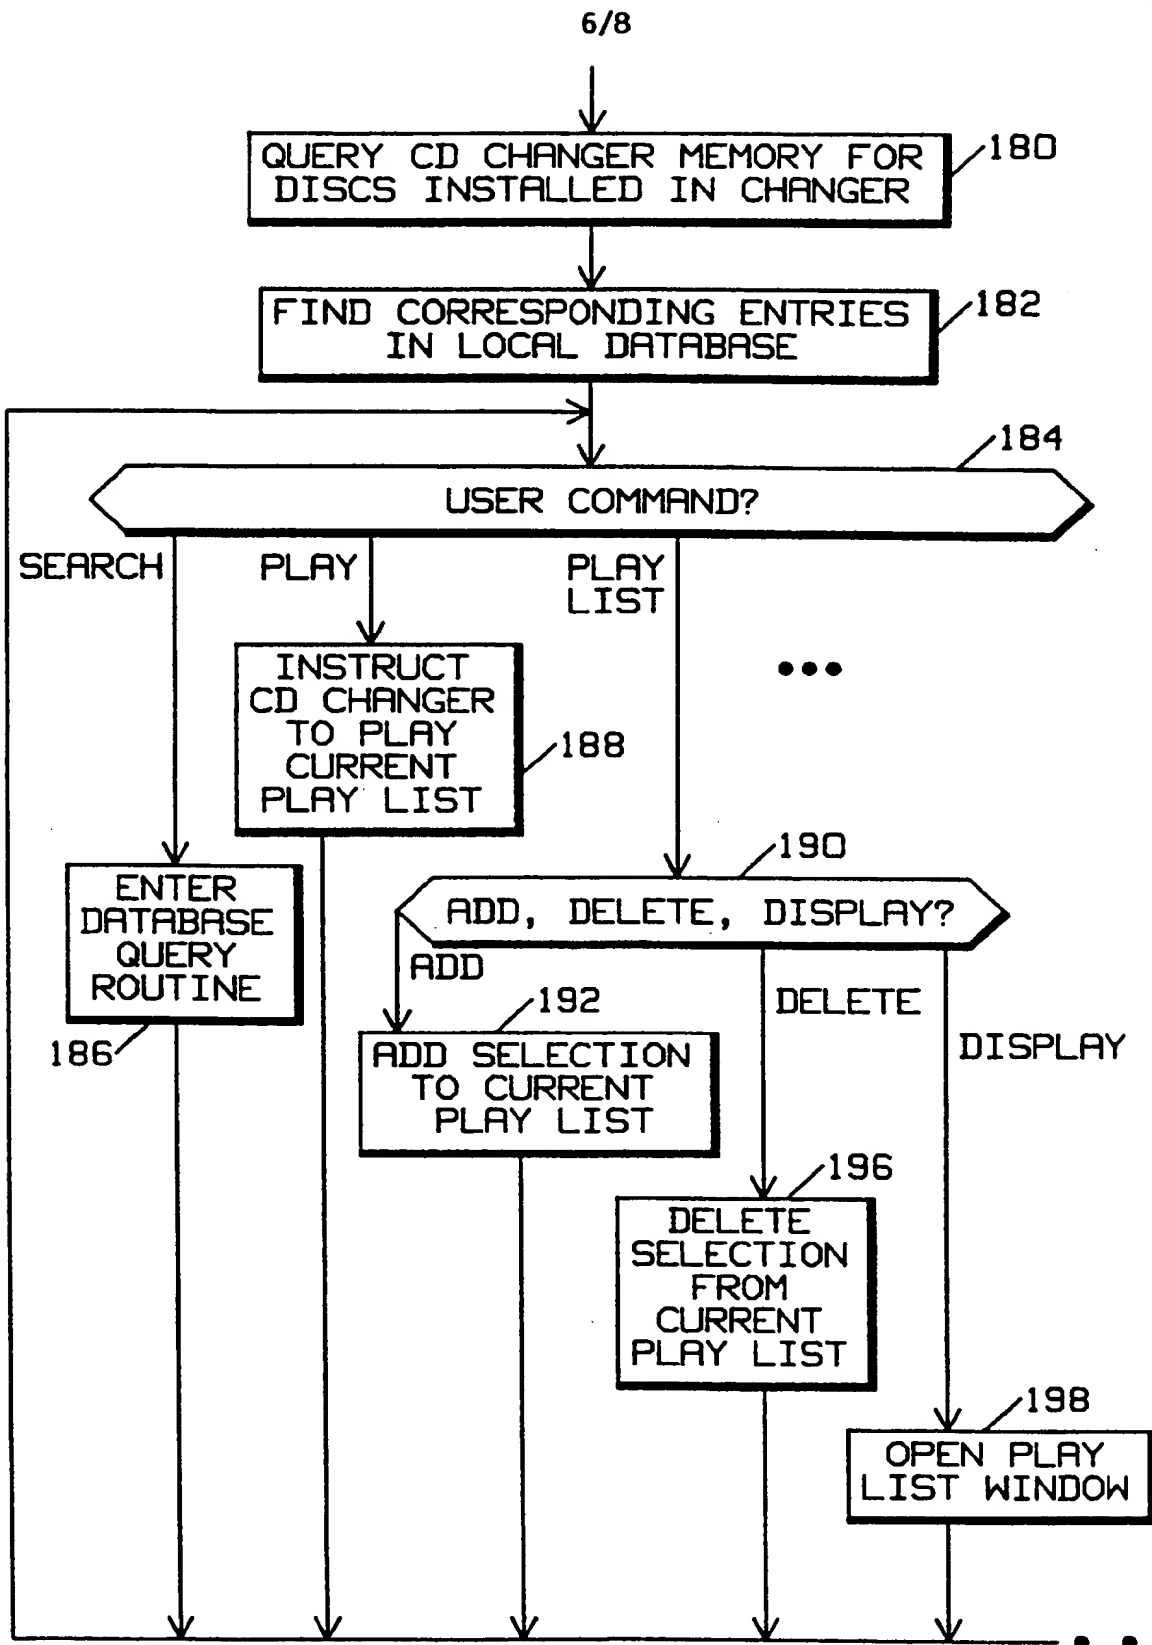 6/8
QUERY CD CHANGER MEMORY FOR
DISCS INSTALLED IN CHANGER
180
FIND CORRESPONDING ENTRIES
IN LOCAL DATABASE
182
184
USER COMMAND?
SEARCH
PLAY
PLAY
LIST
INSTRUCT
CD CHANGER
TO PLAY
CURRENT
PLAY LIST
188
ENTER
DATABASE
QUERY
ROUTINE
186
190
ADD, DELETE, DISPLAY?
ADD
DELETE
DISPLAY
192
ADD SELECTION
TO CURRENT
PLAY LIST
196
DELETE
SELECTION
FROM
CURRENT
PLAY LIST
198
OPEN PLAY
LIST WINDOW